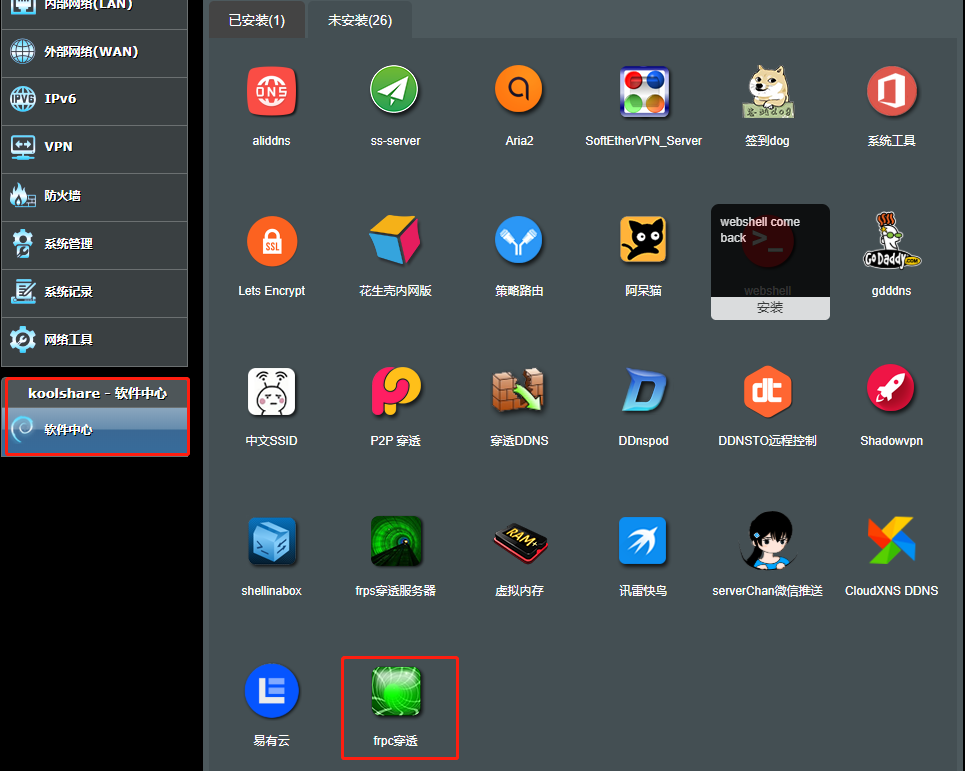 内部网络(LAN)
外部网络(WAN)
IPv6
IPV6
VPN
防火墙
系统管理
系统记录
网络工具
koolshare - 软件中心
软件中心
已安装(1)
未安装(26)
DNS
aliddns
ss-server
Aria2
SoftEtherVPN_Server
签到dog
签到dog
系统工具
SSL
Lets Encrypt
花生壳内网版
策略路由
阿呆猫
webshell come
back
webshell
安装
Go Daddy.COM
gdddns
中文SSID
P2P 穿透
穿透DDNS
DDnspod
dt
DDNSTO远程控制
Shadowvpn
shellinabox
frps穿透服务器
RAM+
虚拟内存
讯雷快鸟
serverChan微信推送
CloudXNS DDNS
易有云
frpc穿透